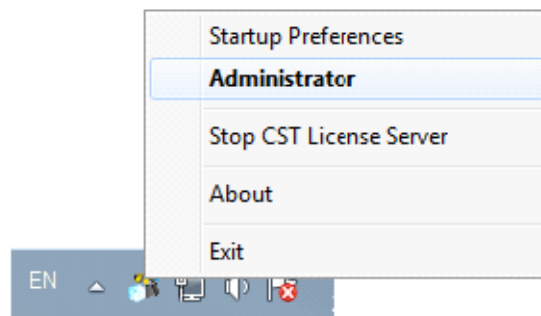 Startup Preferences
Administrator
Stop CST License Server
About
Exit
EN